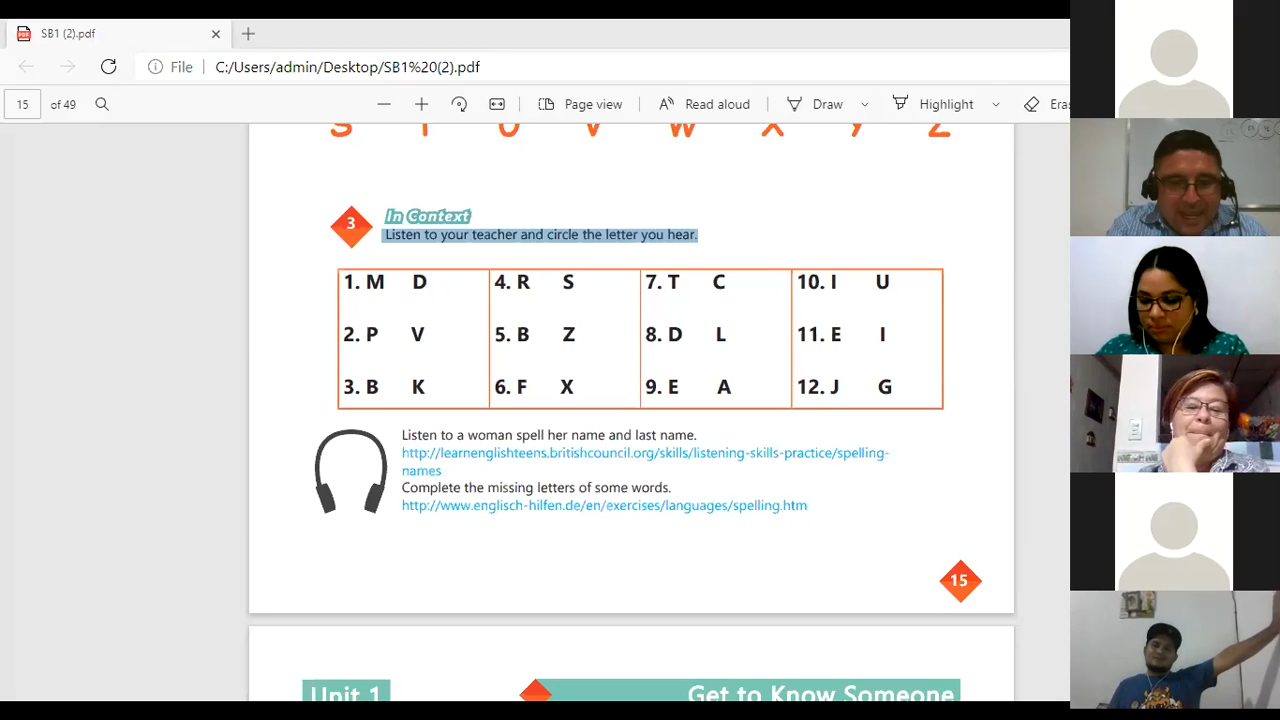 SB1 (2).pdf
File C:/Users/admin/Desktop/SB1%20(2).pdf
15 of 49 Page view Read aloud Draw Highlight Eras
S T U V W X Y Z
3 In Context
Listen to your teacher and circle the letter you hear.
1. M D 4. R S 7. T C 10. I U
2. P V 5. B Z 8. D L 11. E I
3. B K 6. F X 9. E A 12. J G
Listen to a woman spell her name and last name.
http://learnenglishteens.britishcouncil.org/skills/listening-skills-practice/spelling-
names
Complete the missing letters of some words.
http://www.englisch-hilfen.de/en/exercises/languages/spelling.htm
15
Unit 1 Get to Know Someone